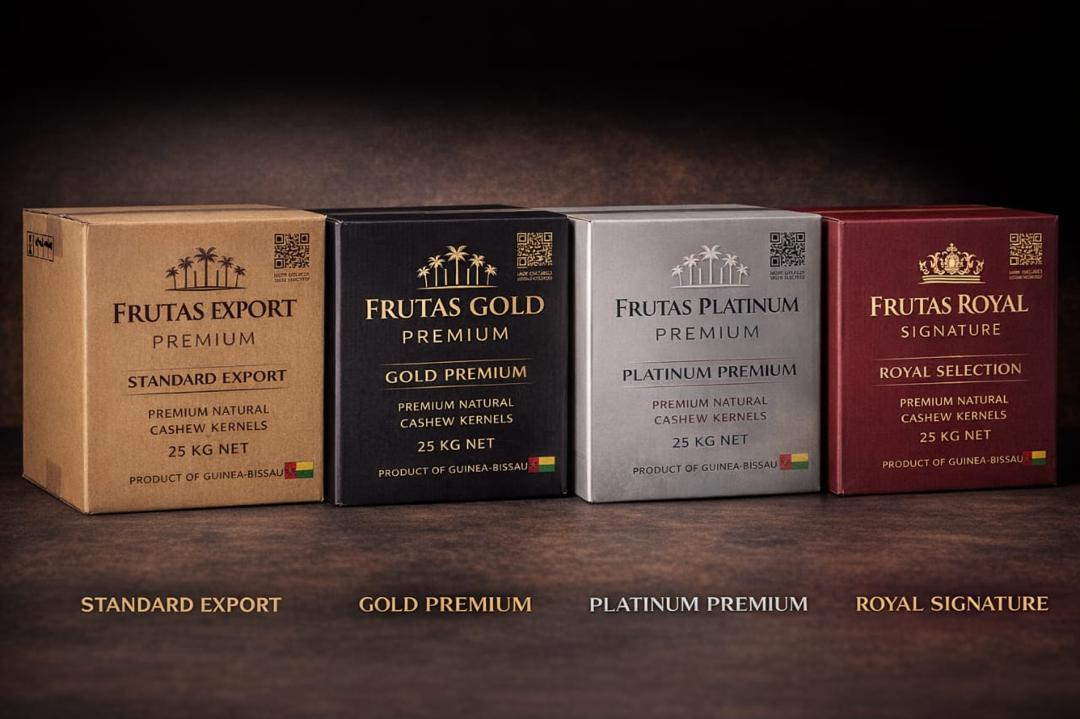 FRUTAS EXPORT
PREMIUM
STANDARD EXPORT
PREMIUM NATURAL
CASHEW KERNELS
25 KG NET
PRODUCT OF GUINEA-BISSAU
FRUTAS GOLD
PREMIUM
GOLD PREMIUM
PREMIUM NATURAL
CASHEW KERNELS
25 KG NET
PRODUCT OF GUINEA-BISSAU
FRUTAS PLATINUM
PREMIUM
PLATINUM PREMIUM
PREMIUM NATURAL
CASHEW KERNELS
25 KG NET
PRODUCT OF GUINEA-BISSAU
FRUTAS ROYAL
SIGNATURE
ROYAL SELECTION
PREMIUM NATURAL
CASHEW KERNELS
25 KG NET
PRODUCT OF GUINEA-BISSAU
STANDARD EXPORT
GOLD PREMIUM
PLATINUM PREMIUM
ROYAL SIGNATURE